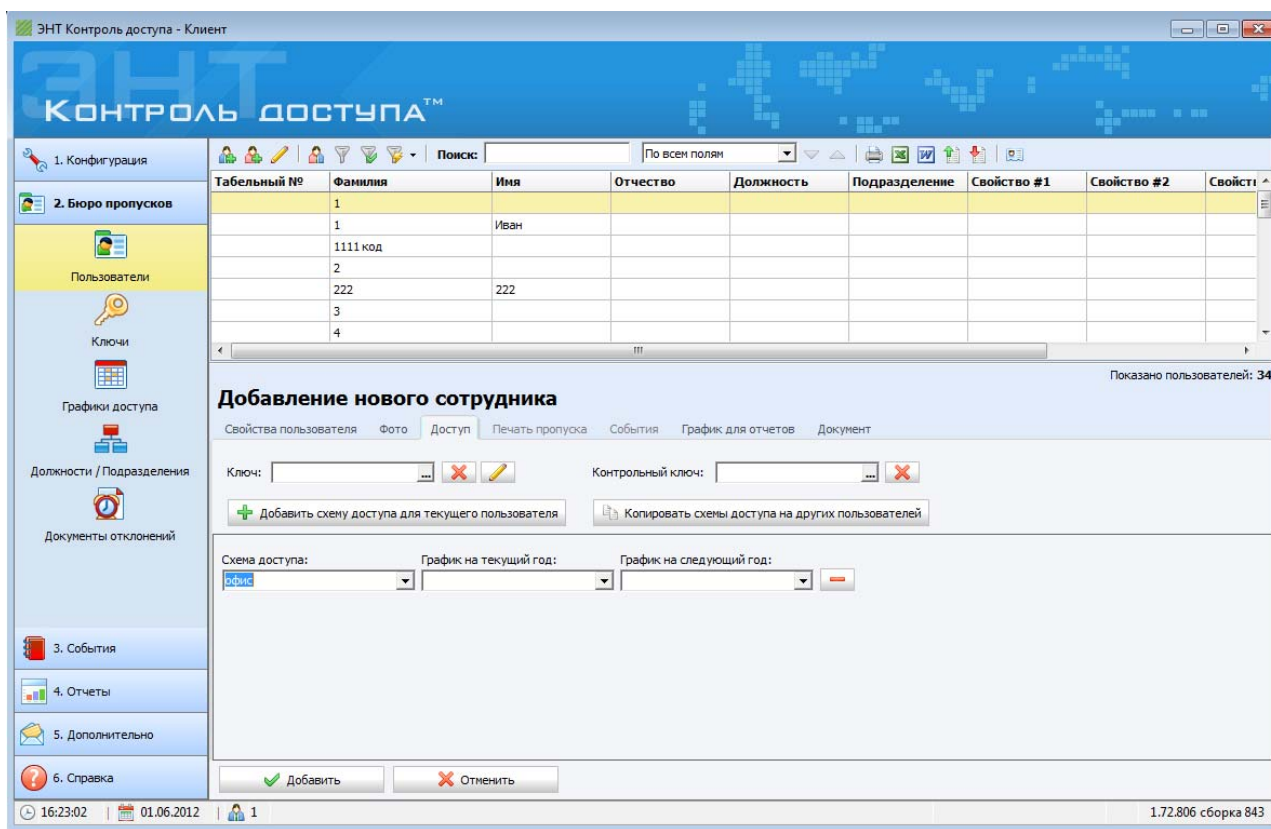 ЭНТ Контроль доступа - Клиент
ЭНТ
Контроль доступа™
1. Конфигурация
2. Бюро пропусков
Пользователи
Ключи
Графики доступа
Должности / Подразделения
Документы отклонений
3. События
4. Отчеты
5. Дополнительно
6. Справка
Поиск: По всем полям
Табельный № Фамилия Имя Отчество Должность Подразделение Свойство #1 Свойство #2 Свойст
1
1 Иван
1111 код
2
222 222
3
4
Показано пользователей: 34
Добавление нового сотрудника
Свойства пользователя Фото Доступ Печать пропуска События График для отчетов Документ
Ключ: ... Контрольный ключ: ...
Добавить схему доступа для текущего пользователя Копировать схемы доступа на других пользователей
Схема доступа: График на текущий год: График на следующий год:
офис
Добавить Отменить
16:23:02 | 01.06.2012 | 1 1.72.806 сборка 843